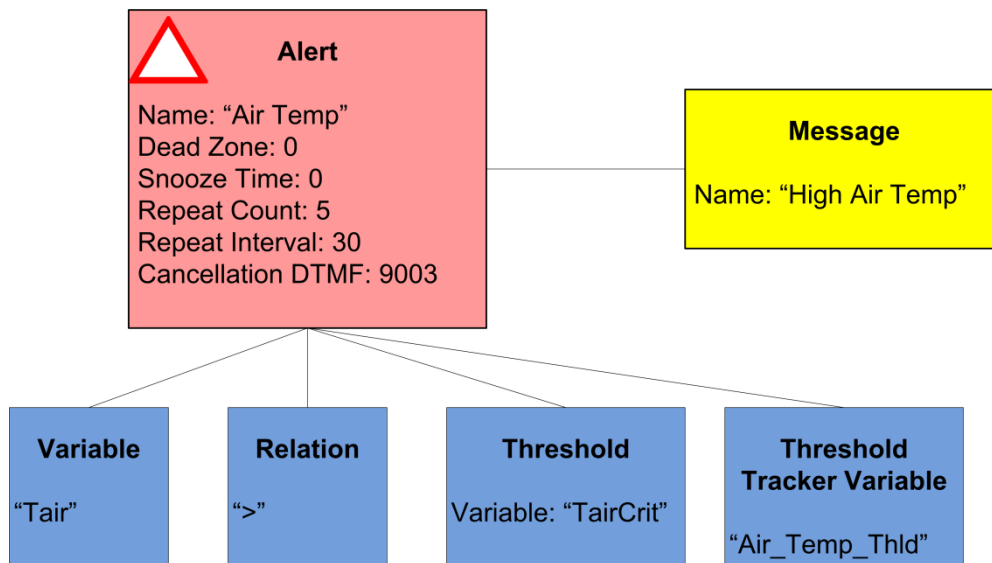 Alert
Name: “Air Temp”
Dead Zone: 0
Snooze Time: 0
Repeat Count: 5
Repeat Interval: 30
Cancellation DTMF: 9003
Message
Name: “High Air Temp”
Variable
“Tair”
Relation
“>”
Threshold
Variable: “TairCrit”
Threshold
Tracker Variable
“Air_Temp_Thld”